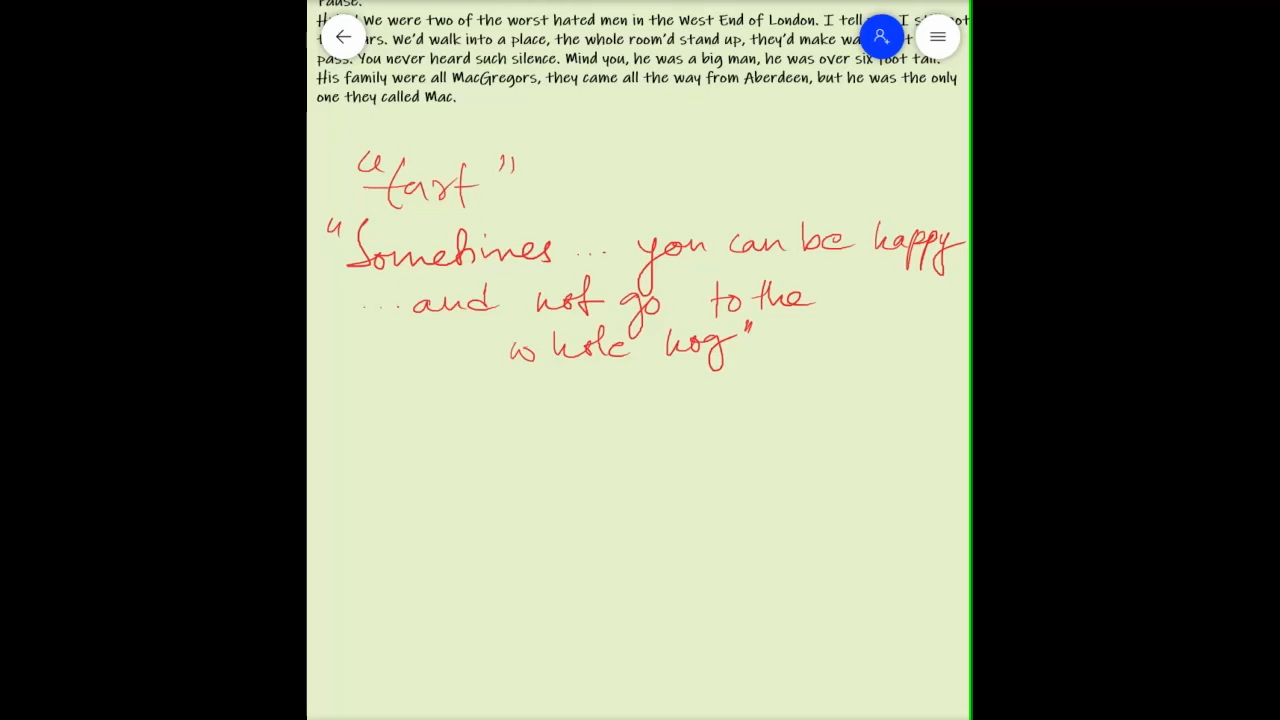 Pause.
We were two of the worst hated men in the West End of London. I tell I
We'd walk into a place, the whole room'd stand up, they'd make
pass. You never heard such silence. Mind you, he was a big man, he was over six foot tall.
His family were all MacGregors, they came all the way from Aberdeen, but he was the only
one they called Mac.
"tart"
"Sometimes ... you can be happy
... and not go to the
whole hog"